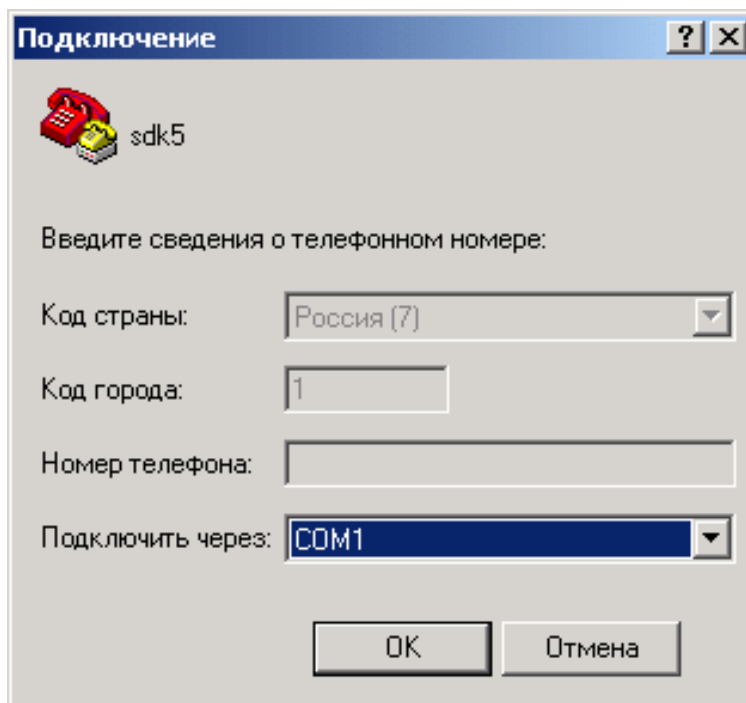 Подключение
sdk5
Введите сведения о телефонном номере:
Код страны: Россия (7)
Код города: 1
Номер телефона:
Подключить через: COM1
OK Отмена